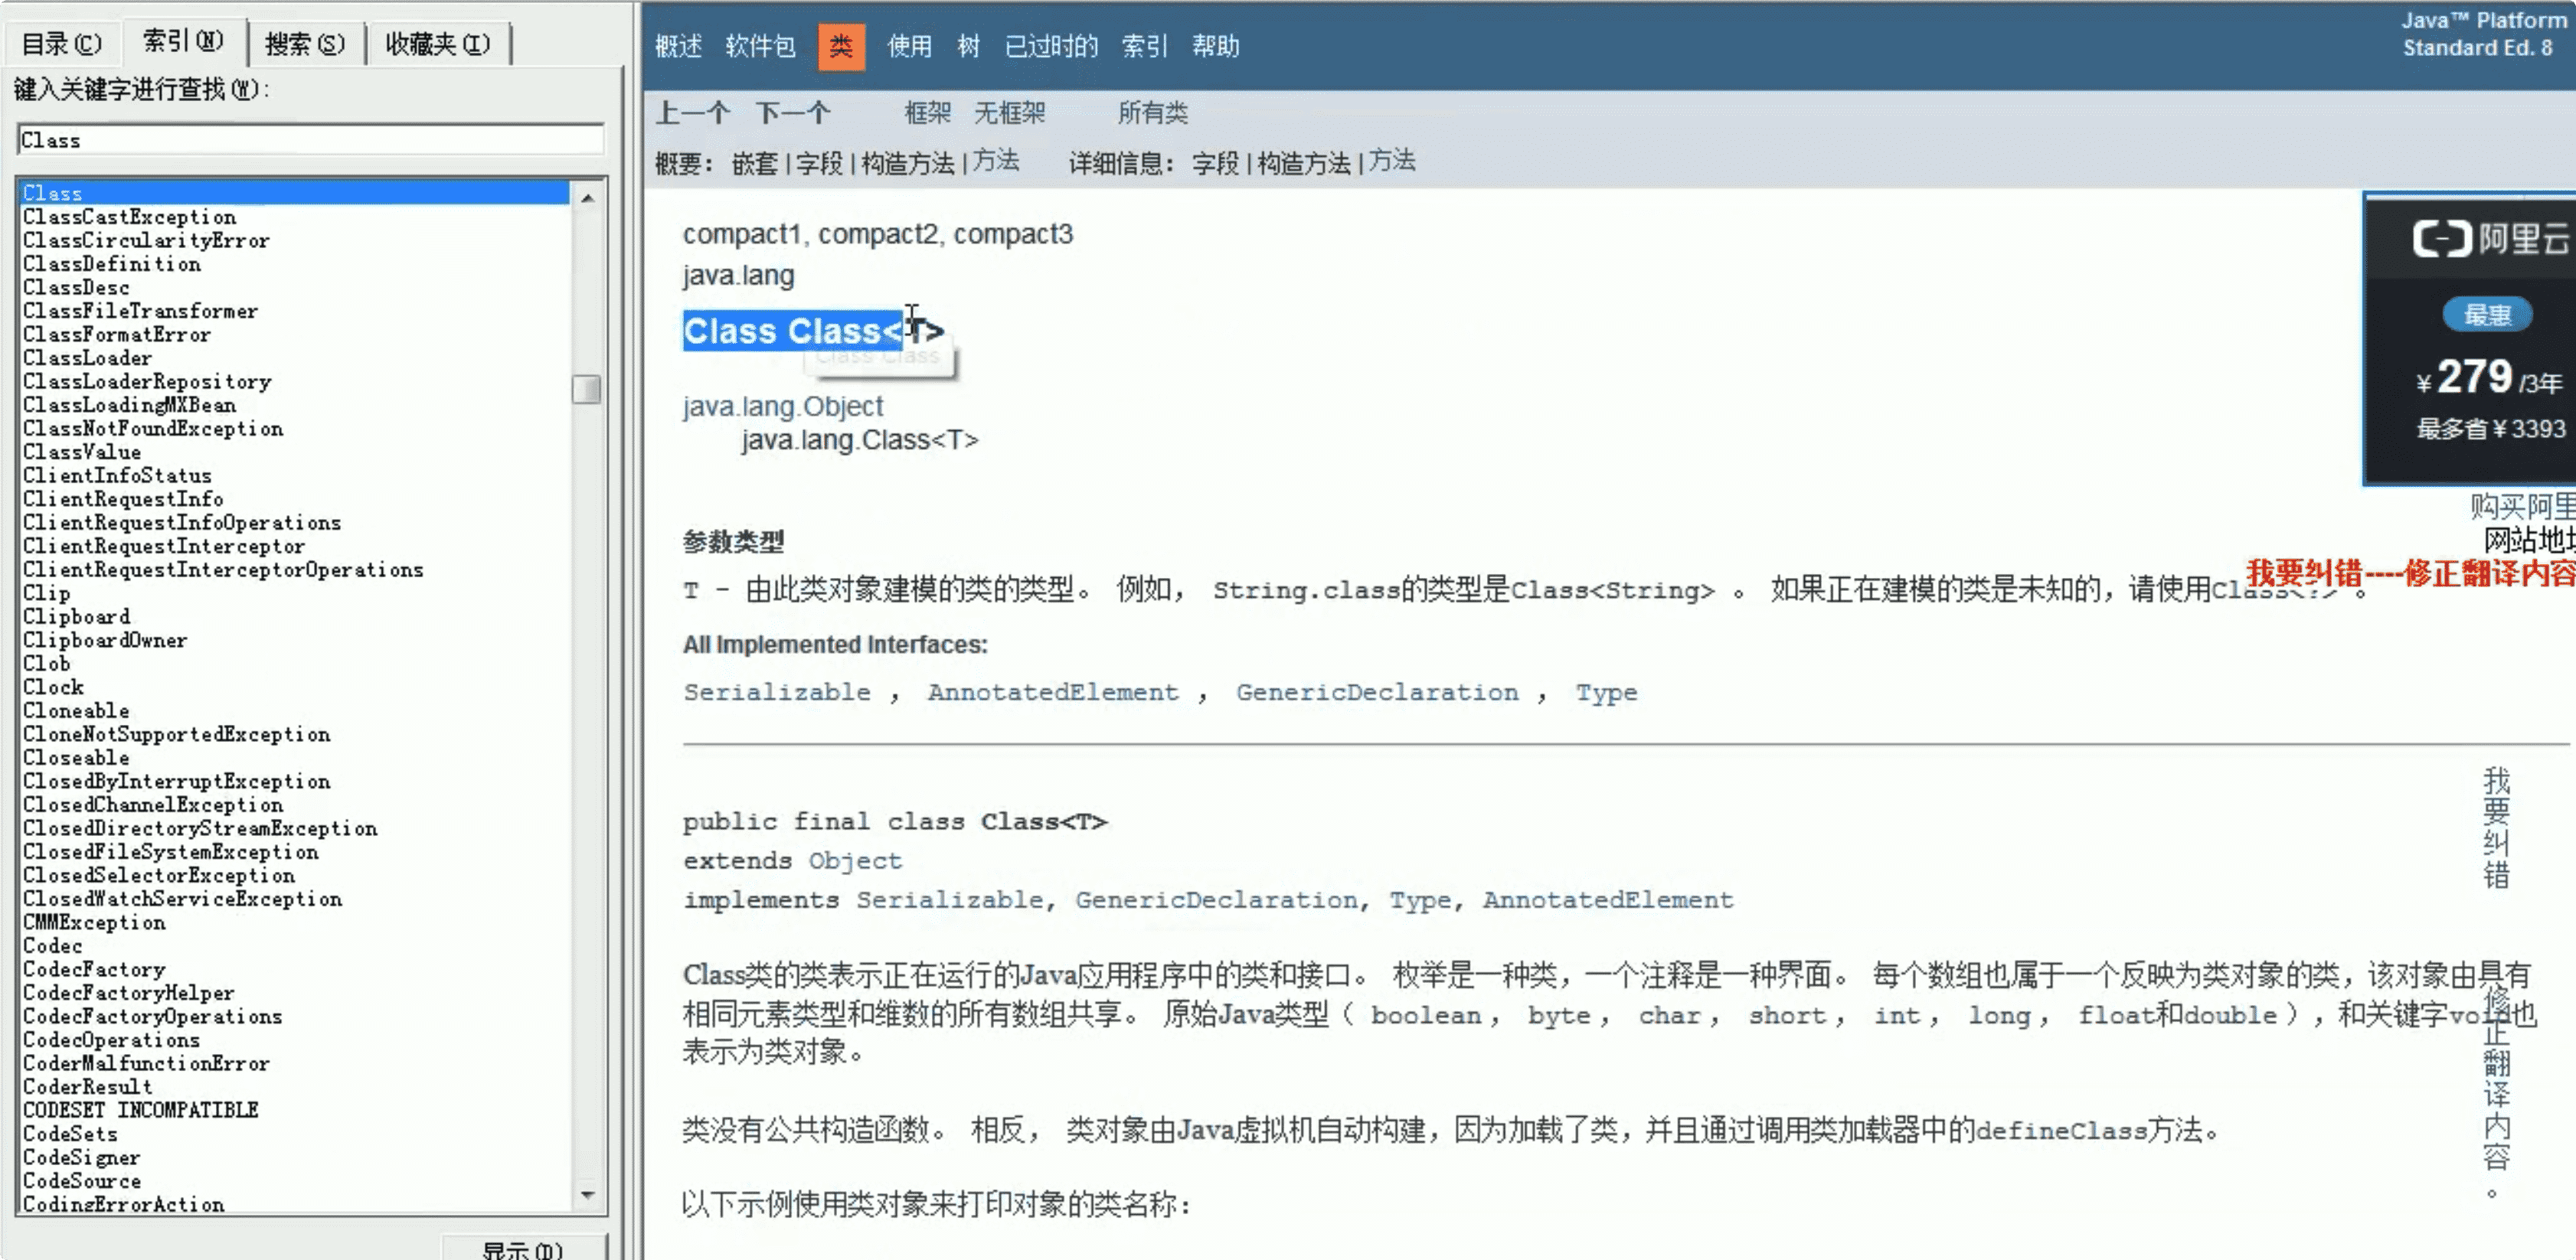 目录(C) 索引(N) 搜索(S) 收藏夹(I)
键入关键字进行查找(W):
Class
Class
ClassCastException
ClassCircularityError
ClassDefinition
ClassDesc
ClassFileTransformer
ClassFormatError
ClassLoader
ClassLoaderRepository
ClassLoadingMXBean
ClassNotFoundException
ClassValue
ClientInfoStatus
ClientRequestInfo
ClientRequestInfoOperations
ClientRequestInterceptor
ClientRequestInterceptorOperations
Clip
Clipboard
ClipboardOwner
Clob
Clock
Cloneable
CloneNotSupportedException
Closeable
ClosedByInterruptException
ClosedChannelException
ClosedDirectoryStreamException
ClosedFileSystemException
ClosedSelectorException
ClosedWatchServiceException
CMMException
Codec
CodecFactory
CodecFactoryHelper
CodecFactoryOperations
CodecOperations
CoderMalfunctionError
CoderResult
CODESET INCOMPATIBLE
CodeSets
CodeSigner
CodeSource
CodingErrorAction
显示(D)
概述 软件包 类 使用 树 已过时的 索引 帮助
Java™ Platform
Standard Ed. 8
上一个 下一个 框架 无框架 所有类
概要: 嵌套 | 字段 | 构造方法 | 方法 详细信息: 字段 | 构造方法 | 方法
compact1, compact2, compact3
java.lang
Class Class<T>
Class Class
java.lang.Object
java.lang.Class<T>
参数类型
T - 由此类对象建模的类的类型。 例如, String.class的类型是Class<String> 。 如果正在建模的类是未知的,请使用Class<?> 。
All Implemented Interfaces:
Serializable , AnnotatedElement , GenericDeclaration , Type
public final class Class<T>
extends Object
implements Serializable, GenericDeclaration, Type, AnnotatedElement
Class类的类表示正在运行的Java应用程序中的类和接口。 枚举是一种类,一个注释是一种界面。 每个数组也属于一个反映为类对象的类,该对象由具有
相同元素类型和维数的所有数组共享。 原始Java类型( boolean , byte , char , short , int , long , float和double ),和关键字void也
表示为类对象。
类没有公共构造函数。 相反, 类对象由Java虚拟机自动构建,因为加载了类,并且通过调用类加载器中的defineClass方法。
以下示例使用类对象来打印对象的类名称:
阿里云
最惠
¥279/3年
最多省¥3393
购买阿里
网站地
我要纠错----修正翻译内容
我要纠错
修正翻译内容。